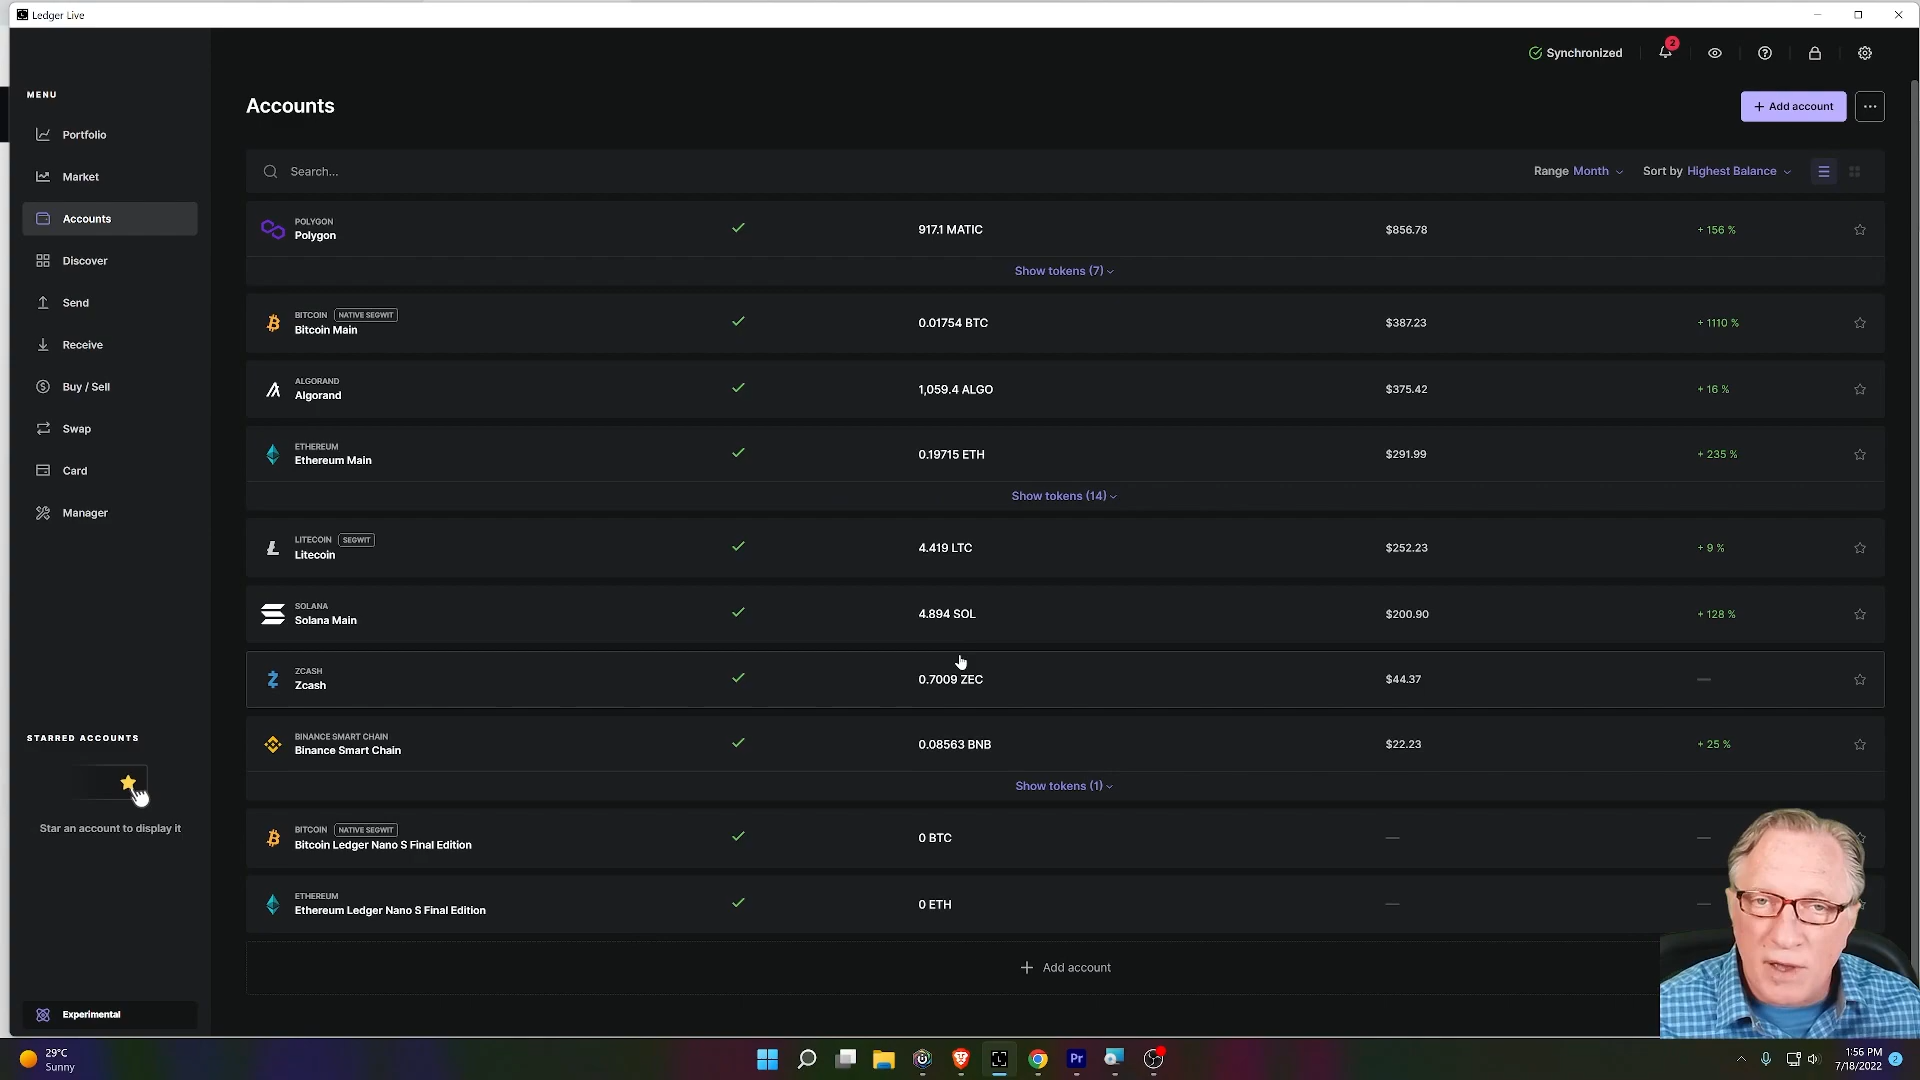 Ledger Live
Synchronized
2
MENU
Portfolio
Market
Accounts
Discover
Send
Receive
Buy / Sell
Swap
Card
Manager
STARRED ACCOUNTS
Star an account to display it
Experimental
Accounts
+ Add account
Search...
Range Month
Sort by Highest Balance
POLYGON
Polygon
917.1 MATIC
$856.78
+ 156 %
Show tokens (7)
BITCOIN NATIVE SEGWIT
Bitcoin Main
0.01754 BTC
$387.23
+ 1110 %
ALGORAND
Algorand
1,059.4 ALGO
$375.42
+ 16 %
ETHEREUM
Ethereum Main
0.19715 ETH
$291.99
+ 235 %
Show tokens (14)
LITECOIN SEGWIT
Litecoin
4.419 LTC
$252.23
+ 9 %
SOLANA
Solana Main
4.894 SOL
$200.90
+ 128 %
ZCASH
Zcash
0.7009 ZEC
$44.37
—
BINANCE SMART CHAIN
Binance Smart Chain
0.08563 BNB
$22.23
+ 25 %
Show tokens (1)
BITCOIN NATIVE SEGWIT
Bitcoin Ledger Nano S Final Edition
0 BTC
—
—
ETHEREUM
Ethereum Ledger Nano S Final Edition
0 ETH
—
—
+ Add account
29°C
Sunny
Pr
1:56 PM
7/18/2022
2